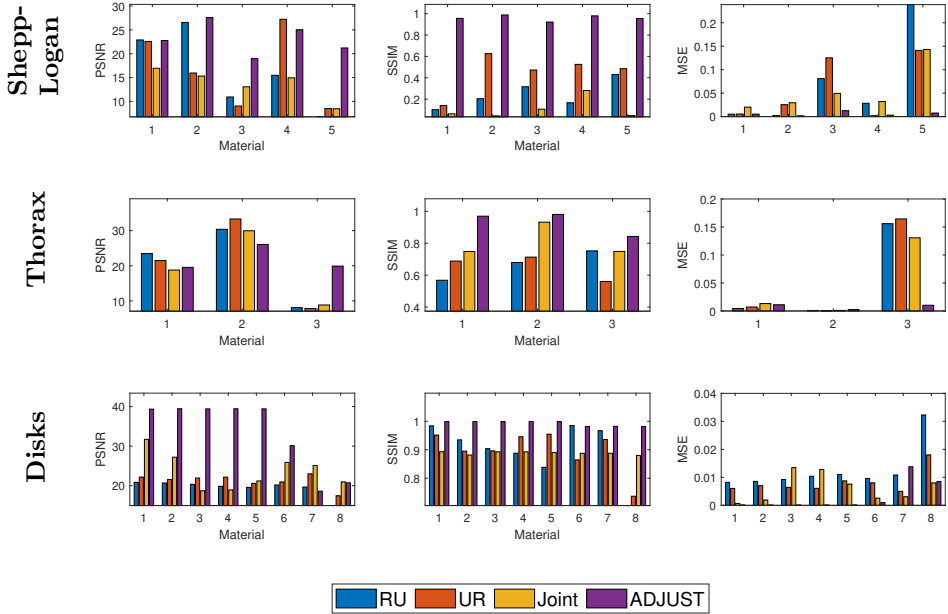 Shepp-
Logan
PSNR
30
25
20
15
10
1 2 3 4 5
Material
SSIM
1
0.8
0.6
0.4
0.2
1 2 3 4 5
Material
MSE
0.2
0.15
0.1
0.05
0
1 2 3 4 5
Material
Thorax
PSNR
30
20
10
1 2 3
Material
SSIM
1
0.8
0.6
0.4
1 2 3
Material
MSE
0.2
0.15
0.1
0.05
0
1 2 3
Material
Disks
PSNR
40
30
20
1 2 3 4 5 6 7 8
Material
SSIM
1
0.9
0.8
1 2 3 4 5 6 7 8
Material
MSE
0.04
0.03
0.02
0.01
0
1 2 3 4 5 6 7 8
Material
RU UR Joint ADJUST